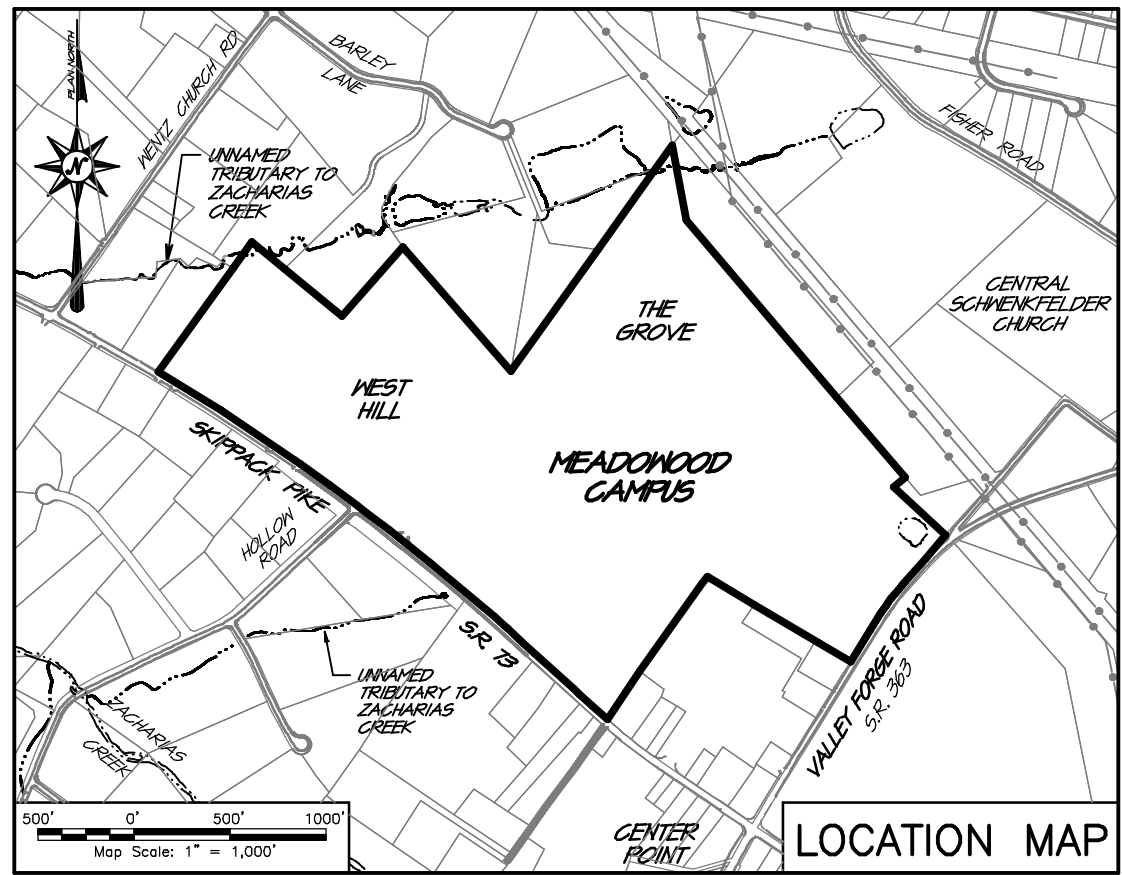 PLAN NORTH
N
WENTZ CHURCH RD
BARLEY
LANE
UNNAMED
TRIBUTARY TO
ZACHARIAS
CREEK
FISHER ROAD
CENTRAL
SCHWENKFELDER
CHURCH
THE
GROVE
WEST
HILL
MEADOWOOD
CAMPUS
SKIPPACK PIKE
HOLLOW
ROAD
S.R. 73
UNNAMED
TRIBUTARY TO
ZACHARIAS
CREEK
ZACHARIAS
CREEK
VALLEY FORGE ROAD
S.R. 363
CENTER
POINT
500' 0' 500' 1000'
Map Scale: 1" = 1,000'
LOCATION MAP